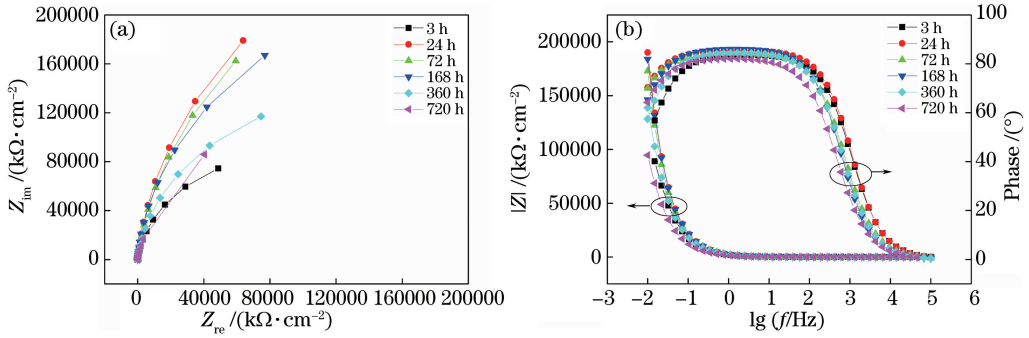 (a)
200000
160000
120000
80000
40000
0
Z_im /(kΩ·cm⁻²)
3 h
24 h
72 h
168 h
360 h
720 h
0 40000 80000 120000 160000 200000
Z_re /(kΩ·cm⁻²)
(b)
200000
150000
100000
50000
0
|Z| /(kΩ·cm⁻²)
3 h
24 h
72 h
168 h
360 h
720 h
100
80
60
40
20
0
Phase /(°)
−3 −2 −1 0 1 2 3 4 5 6
lg (f/Hz)